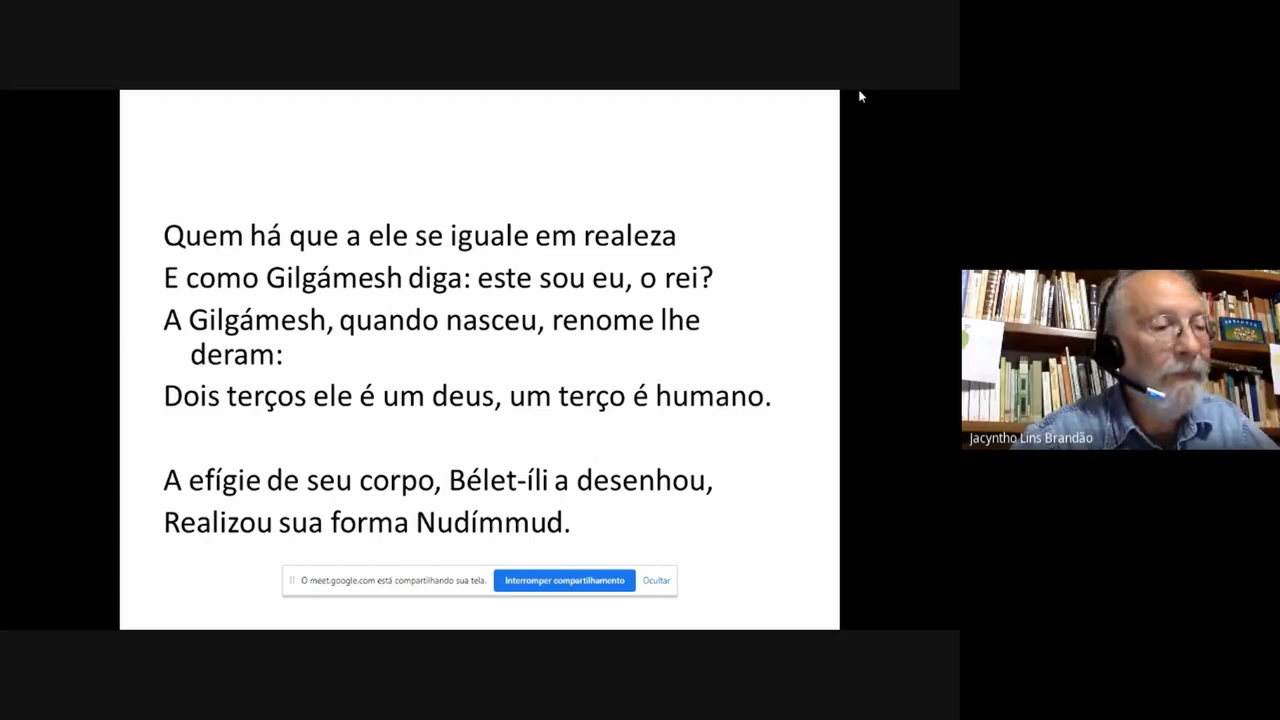 Quem há que a ele se iguale em realeza
E como Gilgámesh diga: este sou eu, o rei?
A Gilgámesh, quando nasceu, renome lhe
deram:
Dois terços ele é um deus, um terço é humano.
A efígie de seu corpo, Bélet-íli a desenhou,
Realizou sua forma Nudímmud.
O meet.google.com está compartilhando sua tela. Interromper compartilhamento Ocultar
Jacyntho Lins Brandão